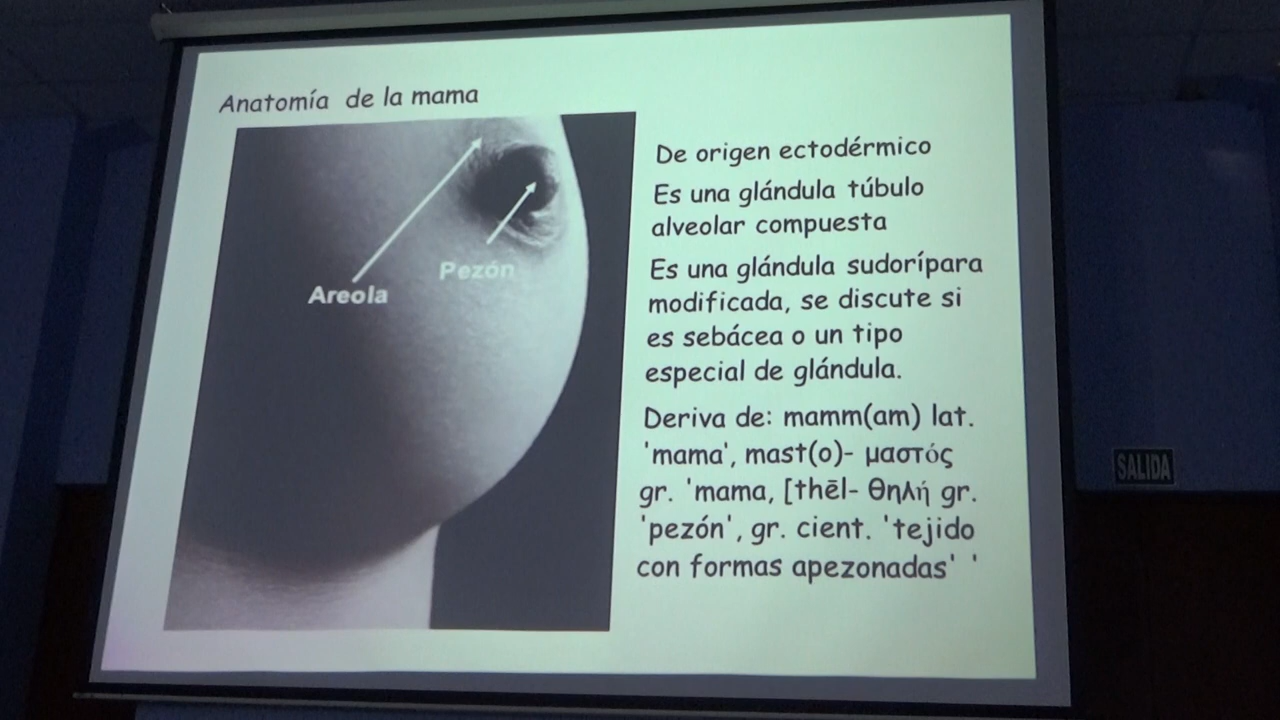 Anatomía de la mama
Areola
Pezón
De origen ectodérmico
Es una glándula túbulo
alveolar compuesta
Es una glándula sudorípara
modificada, se discute si
es sebácea o un tipo
especial de glándula.
Deriva de: mamm(am) lat.
'mama', mast(o)- μαστός
gr. 'mama, [thēl- θηλή gr.
'pezón', gr. cient. 'tejido
con formas apezonadas' '
SALIDA